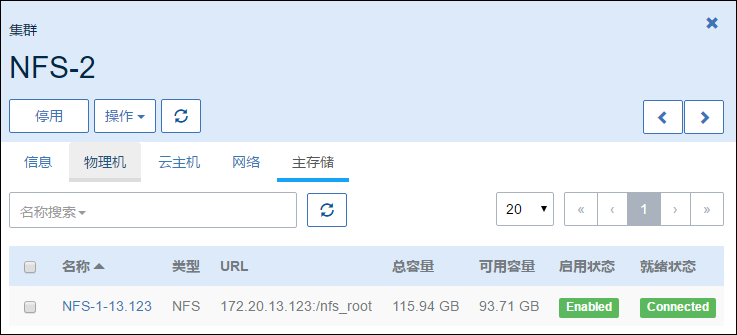 集群
NFS-2
停用 操作
信息 物理机 云主机 网络 主存储
名称搜索 20 « ‹ 1 › »
名称 类型 URL 总容量 可用容量 启用状态 就绪状态
NFS-1-13.123 NFS 172.20.13.123:/nfs_root 115.94 GB 93.71 GB Enabled Connected